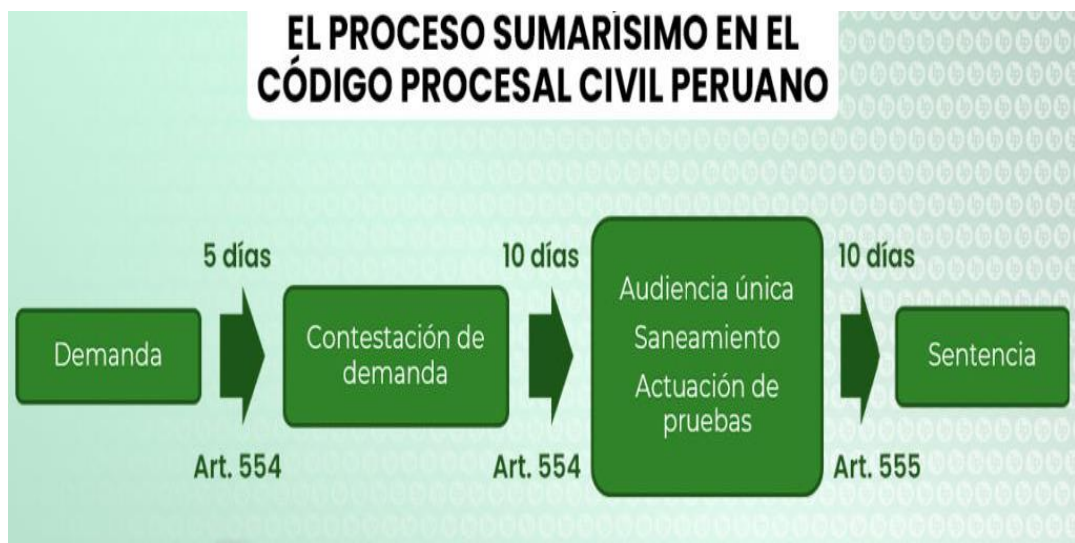 EL PROCESO SUMARÍSIMO EN EL
CÓDIGO PROCESAL CIVIL PERUANO
5 días
10 días
10 días
Demanda
Contestación de
demanda
Audiencia única
Saneamiento
Actuación de
pruebas
Sentencia
Art. 554
Art. 554
Art. 555